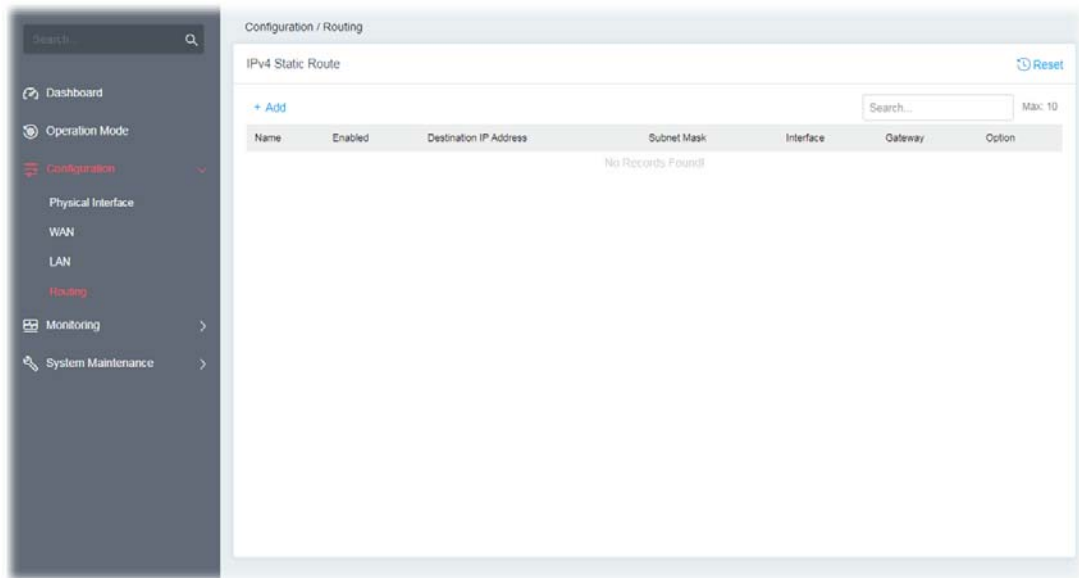 Search...
Dashboard
Operation Mode
Configuration
Physical Interface
WAN
LAN
Routing
Monitoring
System Maintenance
Configuration / Routing
IPv4 Static Route
Reset
+ Add
Search...
Max: 10
Name Enabled Destination IP Address Subnet Mask Interface Gateway Option
No Records Found!